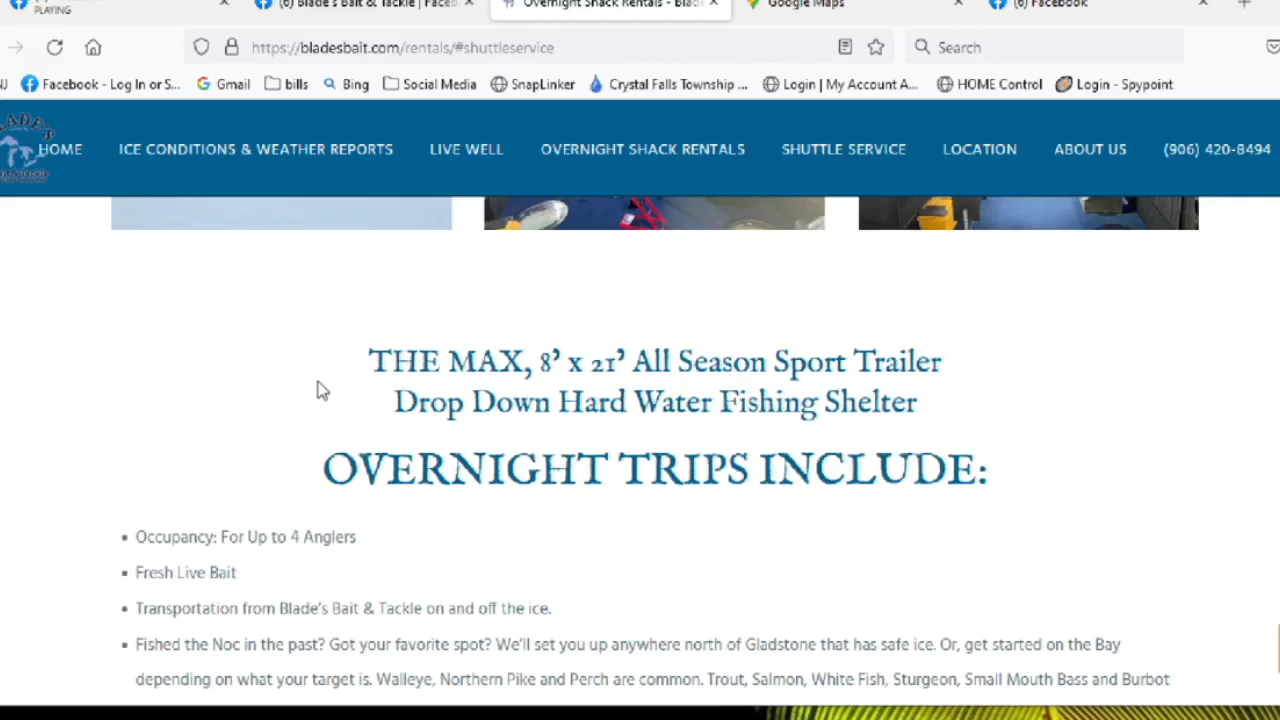 PLAYING
Blade's Bait & Tackle | Faceb
Overnight Shack Rentals - Blade
Google Maps
(6) Facebook
https://bladesbait.com/rentals/#shuttleservice
Search
Facebook - Log In or S... Gmail bills Bing Social Media SnapLinker Crystal Falls Township ... Login | My Account A... HOME Control Login - Spypoint
HOME ICE CONDITIONS & WEATHER REPORTS LIVE WELL OVERNIGHT SHACK RENTALS SHUTTLE SERVICE LOCATION ABOUT US (906) 420-8494
THE MAX, 8' x 21' All Season Sport Trailer
Drop Down Hard Water Fishing Shelter
OVERNIGHT TRIPS INCLUDE:
• Occupancy: For Up to 4 Anglers
• Fresh Live Bait
• Transportation from Blade's Bait & Tackle on and off the ice.
• Fished the Noc in the past? Got your favorite spot? We'll set you up anywhere north of Gladstone that has safe ice. Or, get started on the Bay
depending on what your target is. Walleye, Northern Pike and Perch are common. Trout, Salmon, White Fish, Sturgeon, Small Mouth Bass and Burbot